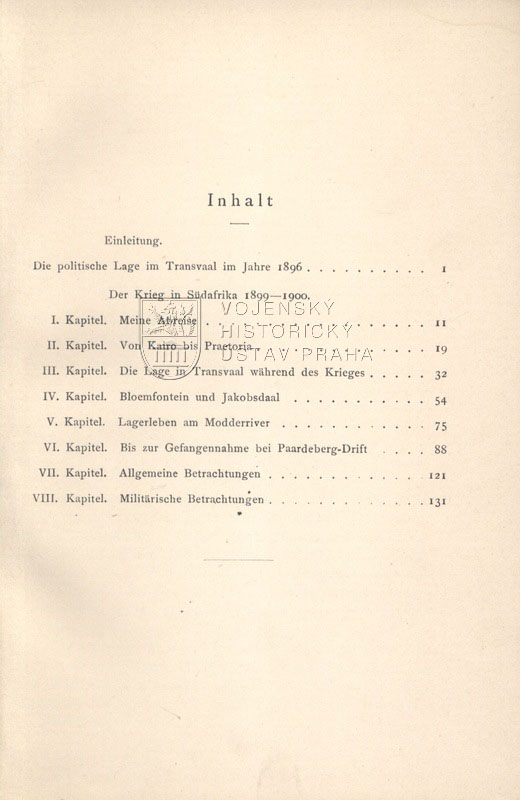 Inhalt
Einleitung.
Die politische Lage im Transvaal im Jahre 1896 . . . . . . . . . . 1
Der Krieg in Südafrika 1899—1900.
I. Kapitel. Meine Abreise . . . . . . . . . . . . . . . . . 11
II. Kapitel. Von Kairo bis Praetoria . . . . . . . . . . . . . 19
III. Kapitel. Die Lage in Transvaal während des Krieges . . . . . 32
IV. Kapitel. Bloemfontein und Jakobsdaal . . . . . . . . . . . 54
V. Kapitel. Lagerleben am Modderriver . . . . . . . . . . . . 75
VI. Kapitel. Bis zur Gefangennahme bei Paardeberg-Drift . . . . 88
VII. Kapitel. Allgemeine Betrachtungen . . . . . . . . . . . . . 121
VIII. Kapitel. Militärische Betrachtungen . . . . . . . . . . . . . 131
VOJENSKÝ
HISTORICKÝ
ÚSTAV PRAHA